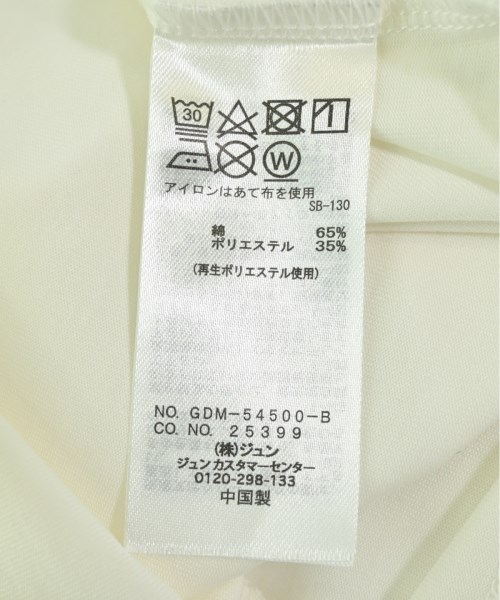 30
W
アイロンはあて布を使用
SB-130
綿 65%
ポリエステル 35%
(再生ポリエステル使用)
NO. GDM-54500-B
CO. NO. 25399
(株)ジュン
ジュン カスタマーセンター
0120-298-133
中国製